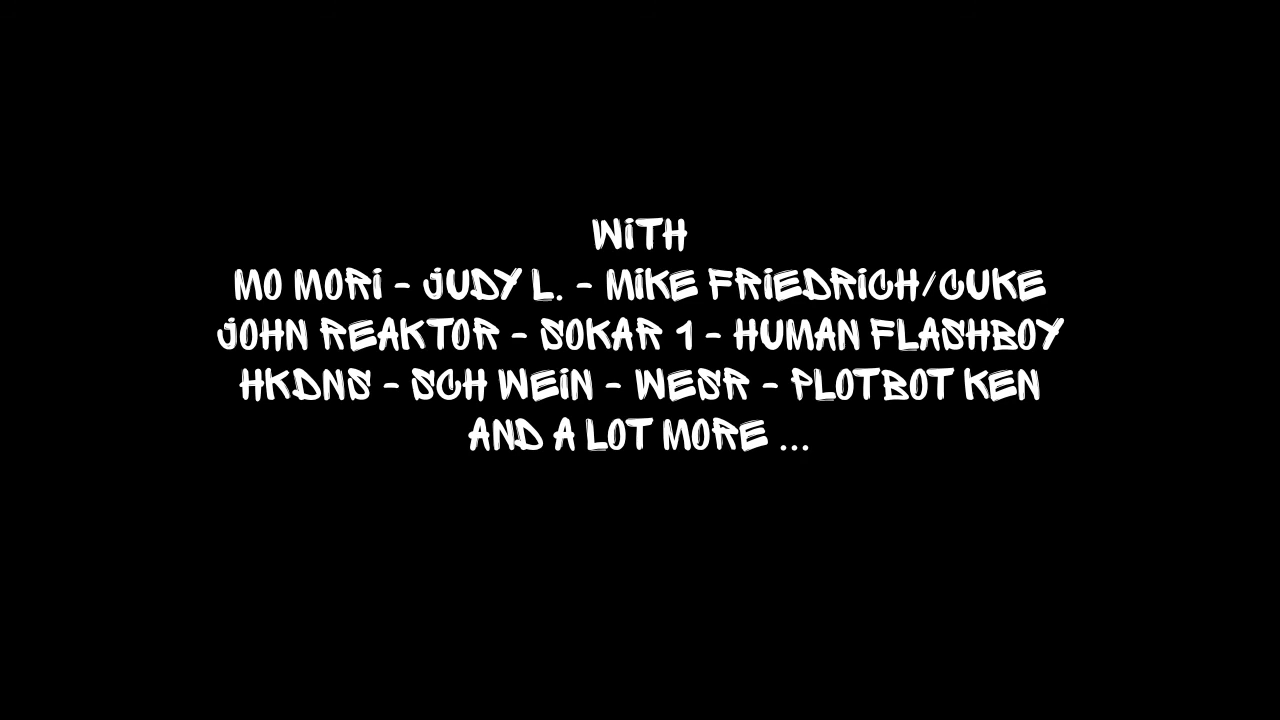 WiTH
MO MORi - JUDY L. - MiKE FRiEDRiCH/CUKE
JOHN REAKTOR - SOKAR 1 - HUMAN FLASHBOY
HKDNS - SCH WEiN - WESR - PLOTBOT KEN
AND A LOT MORE ...